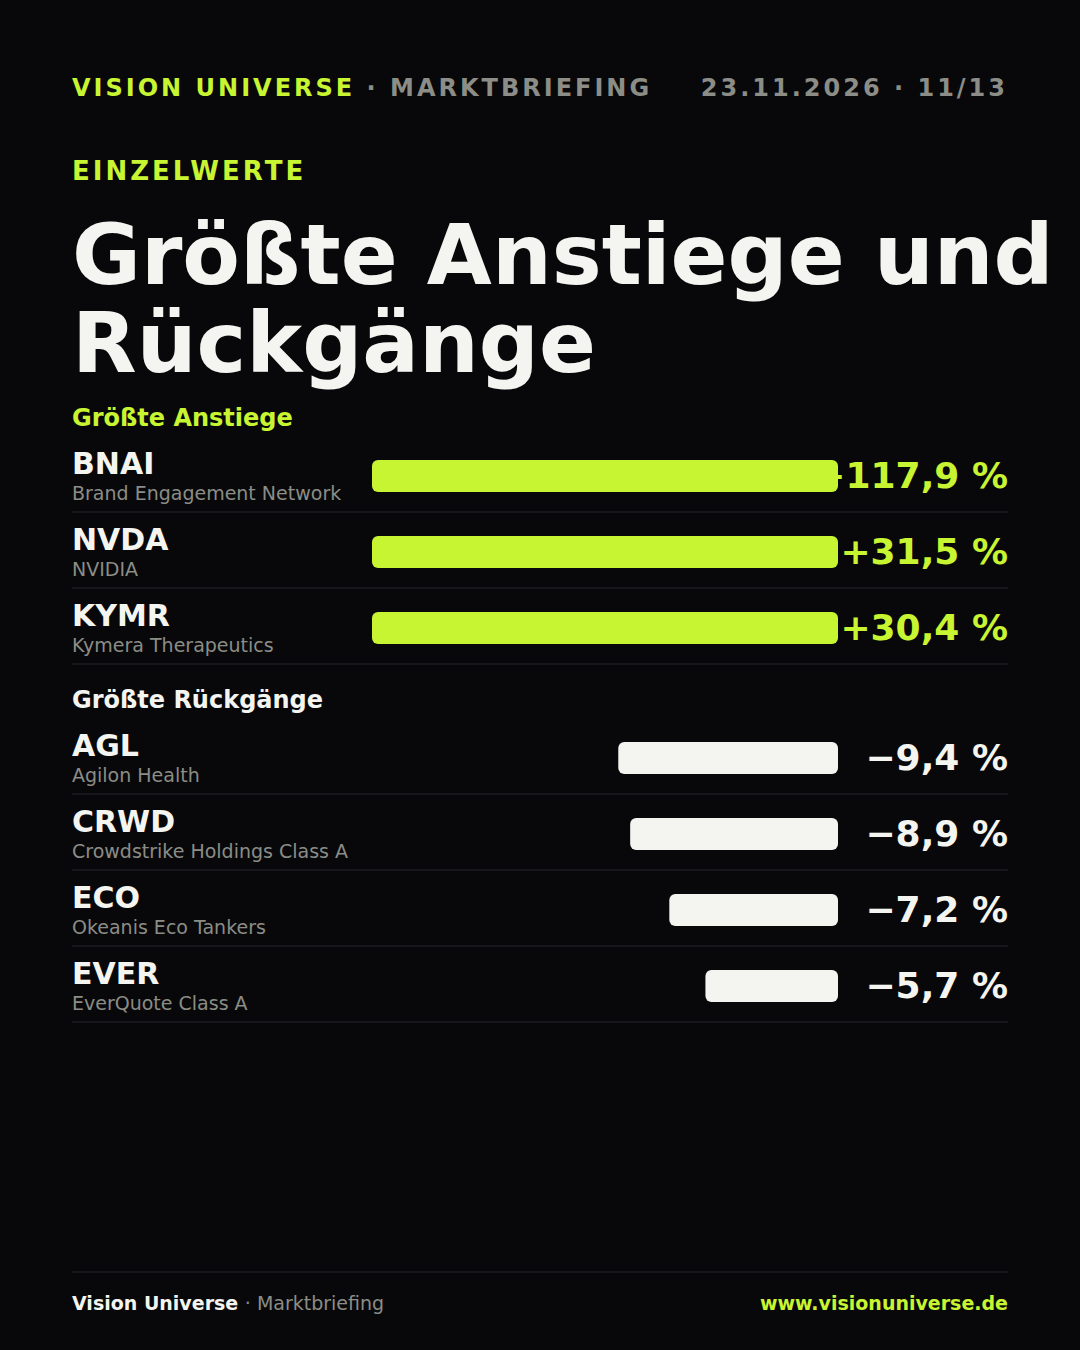 VISION UNIVERSE · MARKTBRIEFING 23.11.2026 · 11/13
EINZELWERTE
Größte Anstiege und
Rückgänge
Größte Anstiege
BNAI
Brand Engagement Network
117,9 %
NVDA
NVIDIA
+31,5 %
KYMR
Kymera Therapeutics
+30,4 %
Größte Rückgänge
AGL
Agilon Health
−9,4 %
CRWD
Crowdstrike Holdings Class A
−8,9 %
ECO
Okeanis Eco Tankers
−7,2 %
EVER
EverQuote Class A
−5,7 %
Vision Universe · Marktbriefing
www.visionuniverse.de